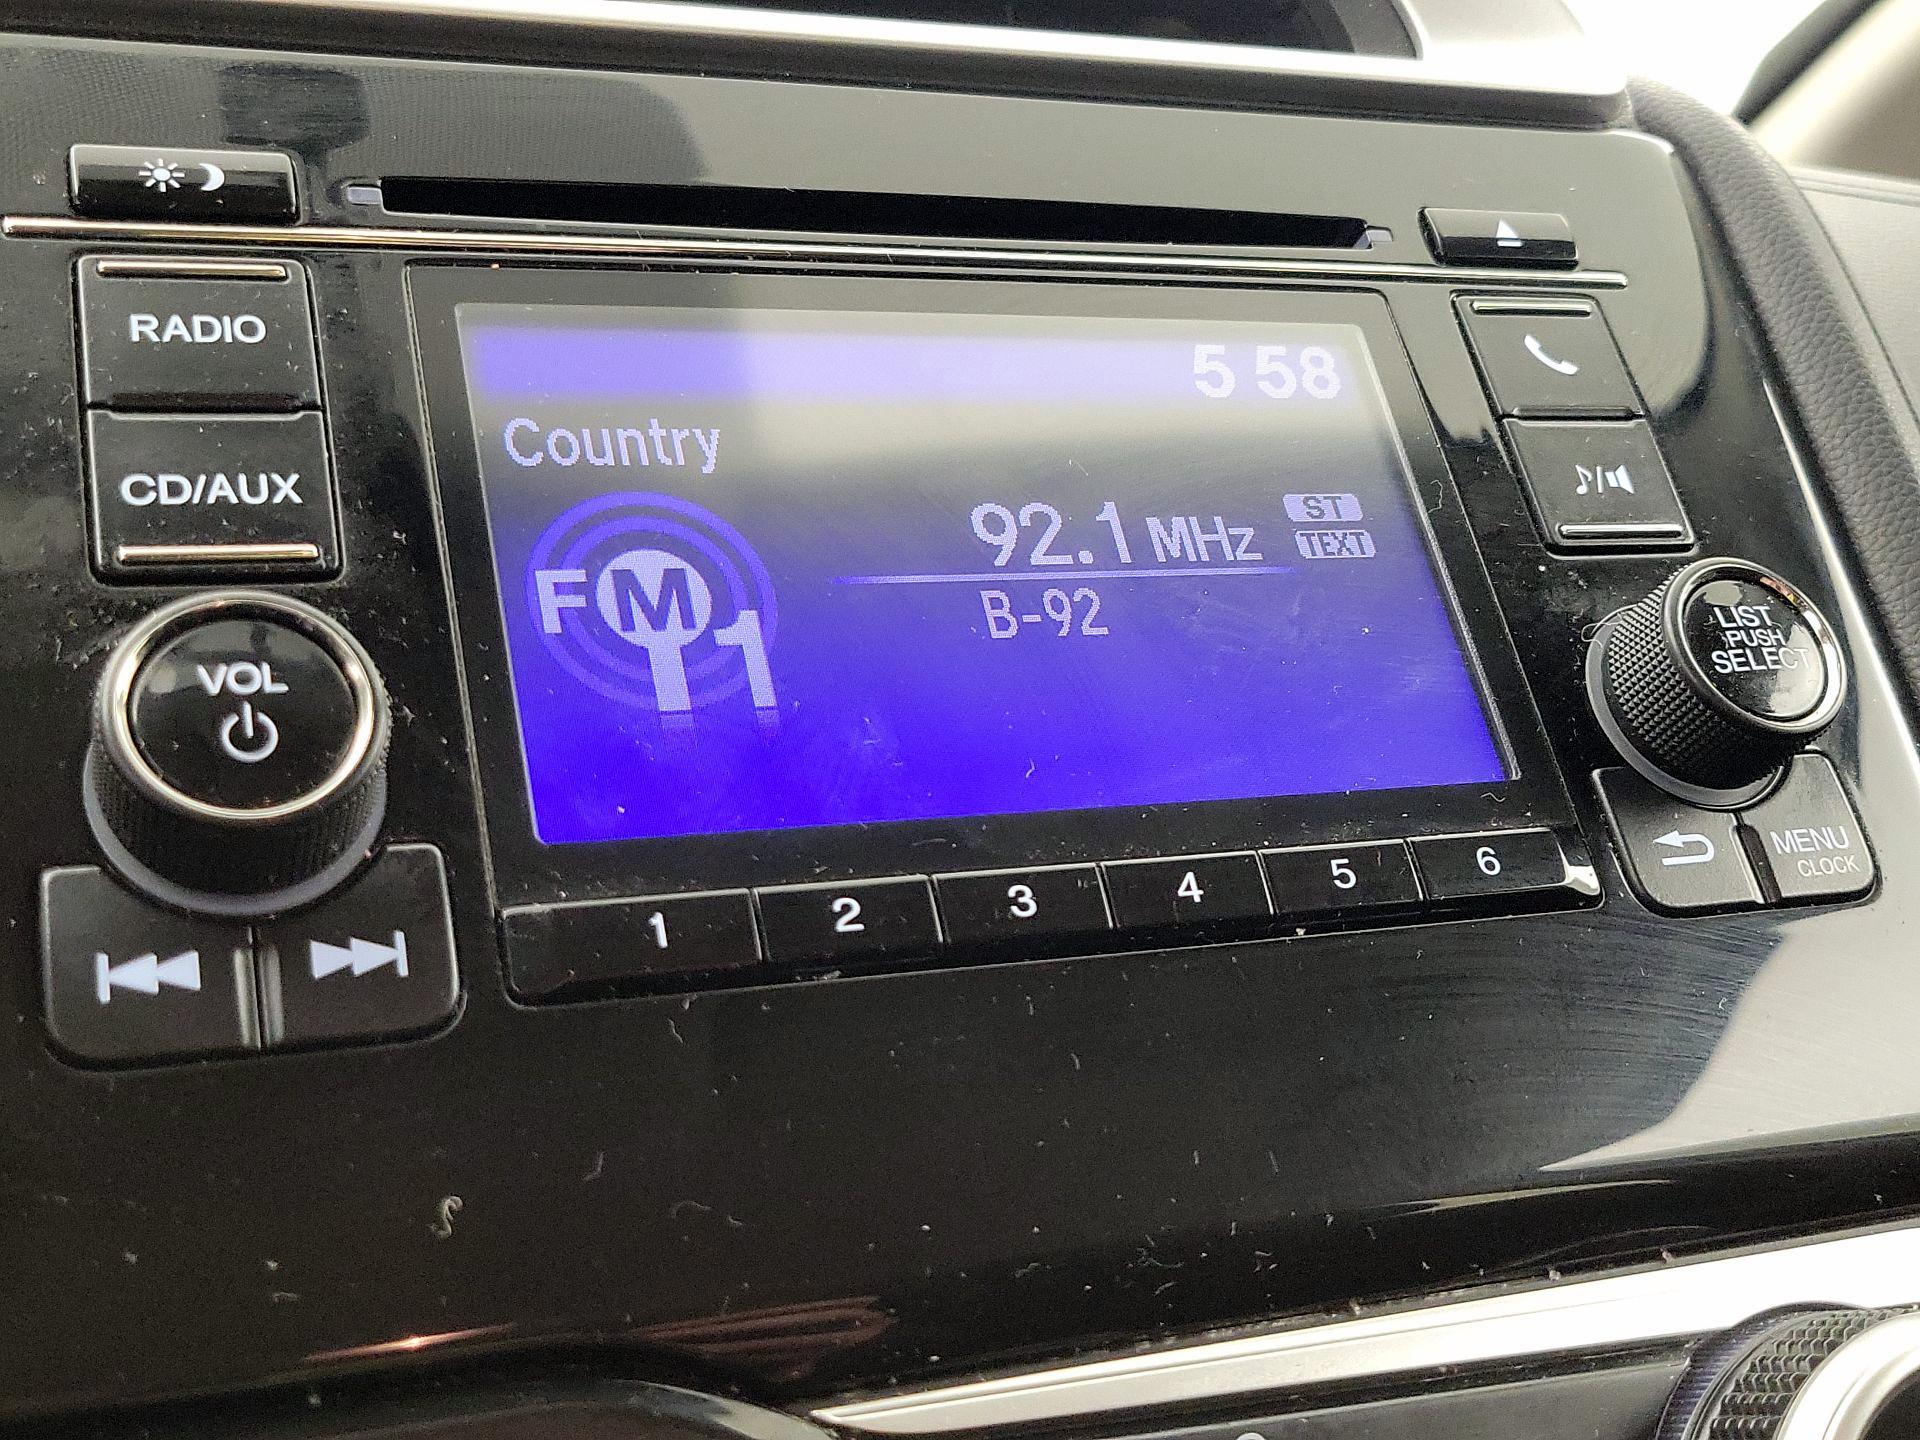 RADIO
CD/AUX
VOL
5 58
Country
FM 1
92.1 MHz
ST
TEXT
B-92
LIST
PUSH
SELECT
MENU
CLOCK
1 2 3 4 5 6